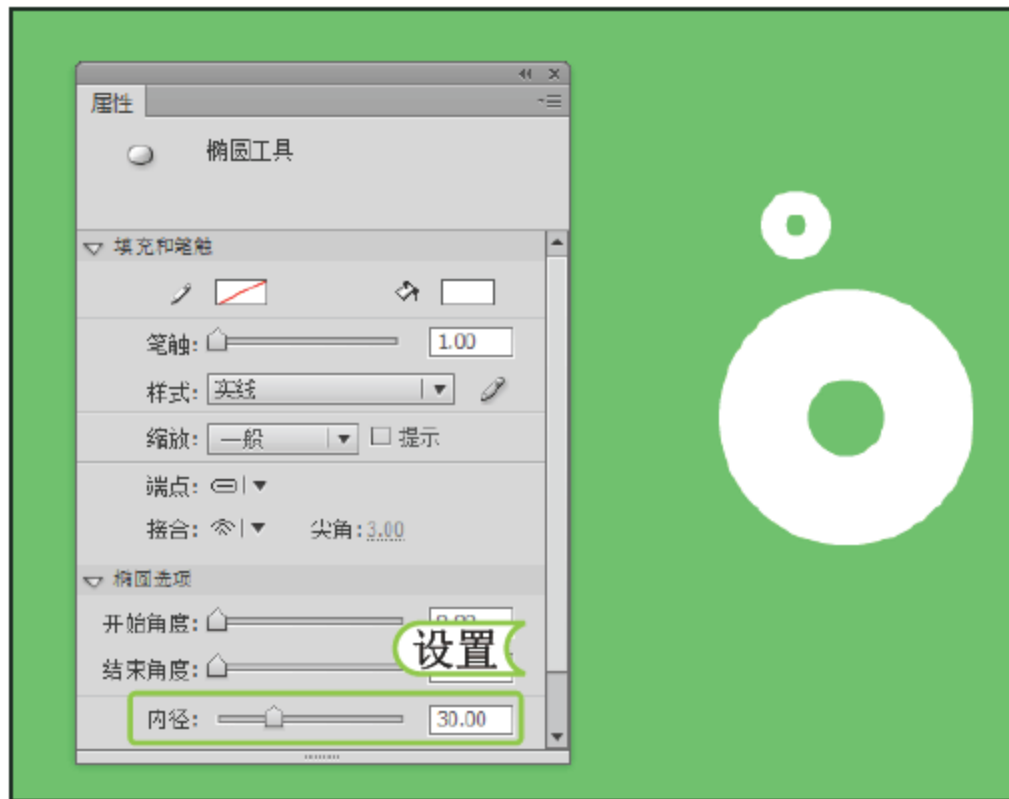 属性
椭圆工具
填充和笔触
笔触: 1.00
样式: 实线
缩放: 一般 提示
端点:
接合: 尖角: 3.00
椭圆选项
开始角度:
设置
结束角度:
内径: 30.00